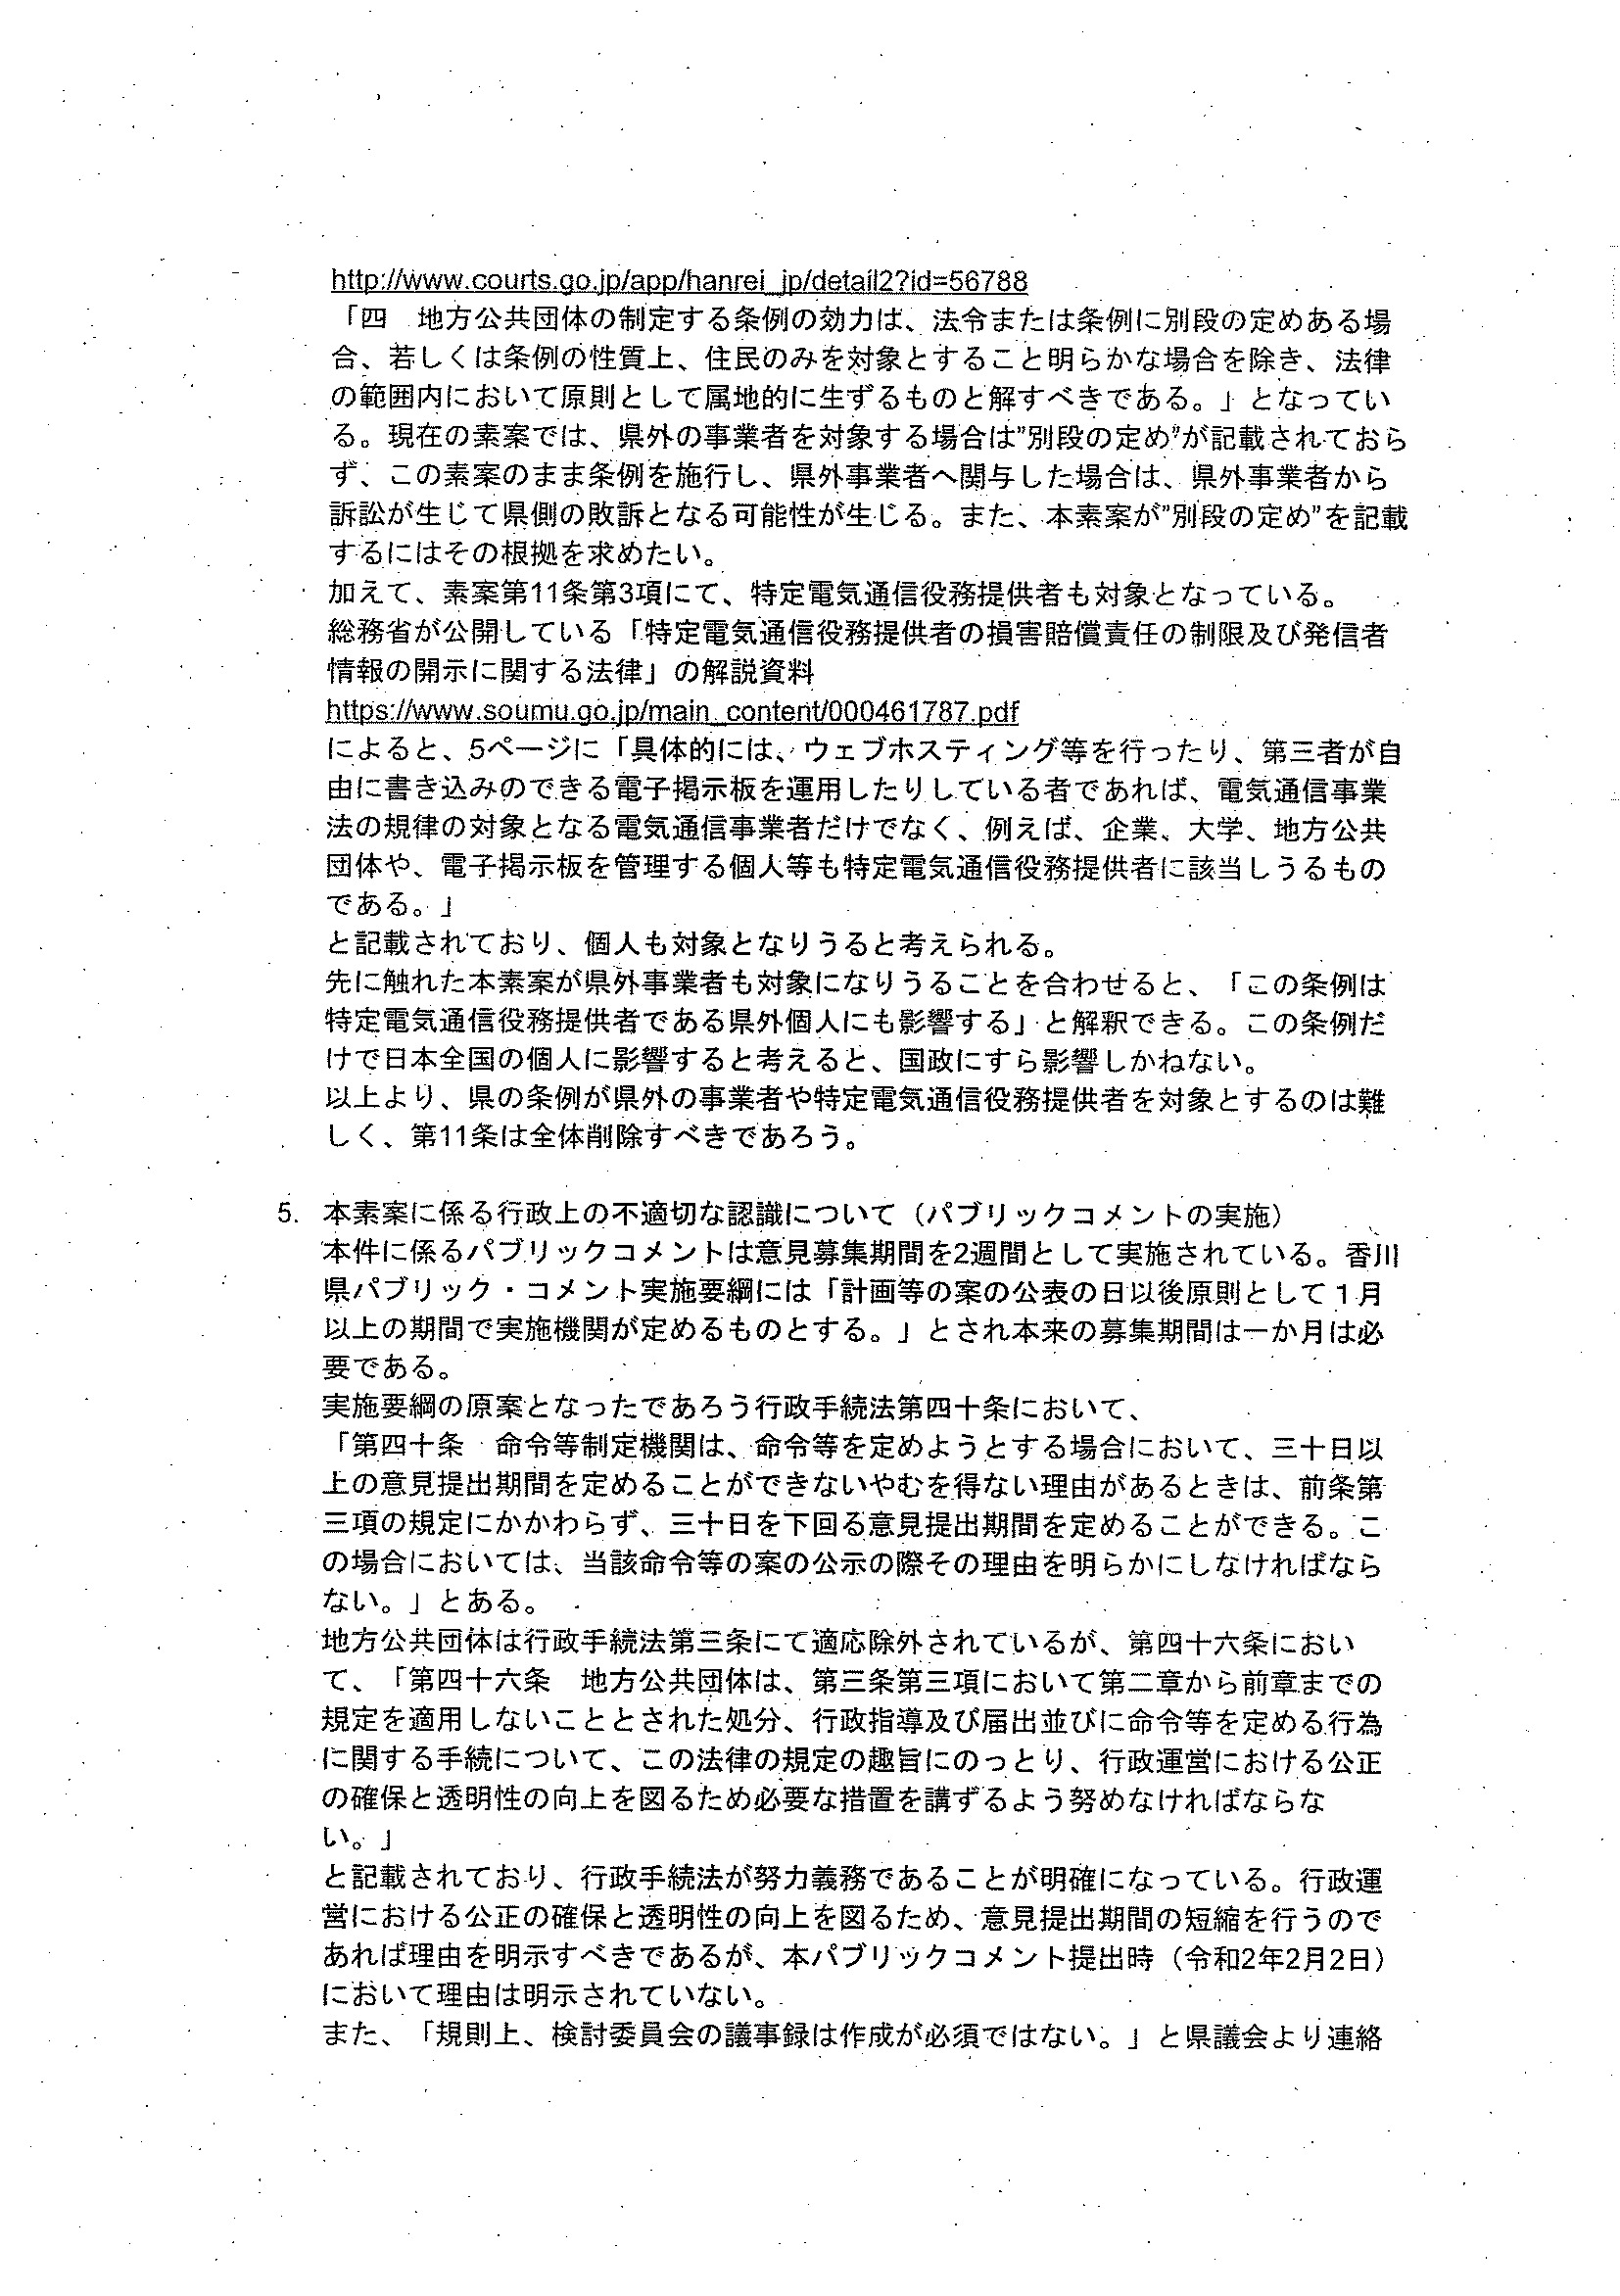 http://www.courts.go.jp/app/hanrei_jp/detail2?id=56788
「四　地方公共団体の制定する条例の効力は、法令または条例に別段の定めある場
合、若しくは条例の性質上、住民のみを対象とすること明らかな場合を除き、法律
の範囲内において原則として属地的に生ずるものと解すべきである。」となってい
る。現在の素案では、県外の事業者を対象する場合は”別段の定め”が記載されておら
ず、この素案のまま条例を施行し、県外事業者へ関与した場合は、県外事業者から
訴訟が生じて県側の敗訴となる可能性が生じる。また、本素案が”別段の定め”を記載
するにはその根拠を求めたい。
加えて、素案第11条第3項にて、特定電気通信役務提供者も対象となっている。
総務省が公開している「特定電気通信役務提供者の損害賠償責任の制限及び発信者
情報の開示に関する法律」の解説資料
https://www.soumu.go.jp/main_content/000461787.pdf
によると、5ページに「具体的には、ウェブホスティング等を行ったり、第三者が自
由に書き込みのできる電子掲示板を運用したりしている者であれば、電気通信事業
法の規律の対象となる電気通信事業者だけでなく、例えば、企業、大学、地方公共
団体や、電子掲示板を管理する個人等も特定電気通信役務提供者に該当しうるもの
である。」
と記載されており、個人も対象となりうると考えられる。
先に触れた本素案が県外事業者も対象になりうることを合わせると、「この条例は
特定電気通信役務提供者である県外個人にも影響する」と解釈できる。この条例だ
けで日本全国の個人に影響すると考えると、国政にすら影響しかねない。
以上より、県の条例が県外の事業者や特定電気通信役務提供者を対象とするのは難
しく、第11条は全体削除すべきであろう。
5. 本素案に係る行政上の不適切な認識について（パブリックコメントの実施）
本件に係るパブリックコメントは意見募集期間を2週間として実施されている。香川
県パブリック・コメント実施要綱には「計画等の案の公表の日以後原則として１月
以上の期間で実施機関が定めるものとする。」とされ本来の募集期間は一か月は必
要である。
実施要綱の原案となったであろう行政手続法第四十条において、
「第四十条　命令等制定機関は、命令等を定めようとする場合において、三十日以
上の意見提出期間を定めることができないやむを得ない理由があるときは、前条第
三項の規定にかかわらず、三十日を下回る意見提出期間を定めることができる。こ
の場合においては、当該命令等の案の公示の際その理由を明らかにしなければなら
ない。」とある。
地方公共団体は行政手続法第三条にて適応除外されているが、第四十六条におい
て、「第四十六条　地方公共団体は、第三条第三項において第二章から前章までの
規定を適用しないこととされた処分、行政指導及び届出並びに命令等を定める行為
に関する手続について、この法律の規定の趣旨にのっとり、行政運営における公正
の確保と透明性の向上を図るため必要な措置を講ずるよう努めなければならな
い。」
と記載されており、行政手続法が努力義務であることが明確になっている。行政運
営における公正の確保と透明性の向上を図るため、意見提出期間の短縮を行うので
あれば理由を明示すべきであるが、本パブリックコメント提出時（令和2年2月2日）
において理由は明示されていない。
また、「規則上、検討委員会の議事録は作成が必須ではない。」と県議会より連絡